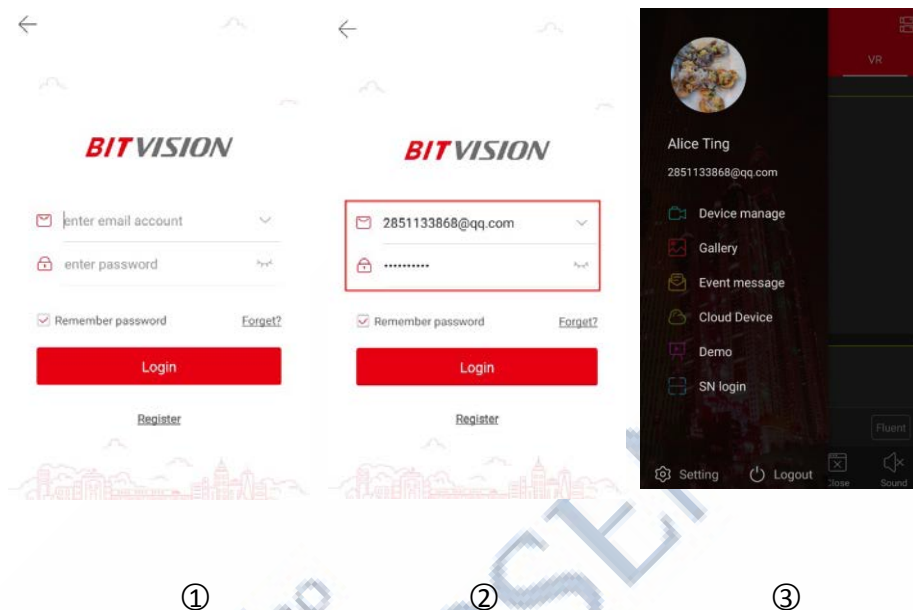 BITVISION
enter email account
enter password
Remember password Forget?
Login
Register
①
BITVISION
2851133868@qq.com
••••••••••
Remember password Forget?
Login
Register
②
VR
Alice Ting
2851133868@qq.com
Device manage
Gallery
Event message
Cloud Device
Demo
SN login
Fluent
Setting Logout Close Sound
③